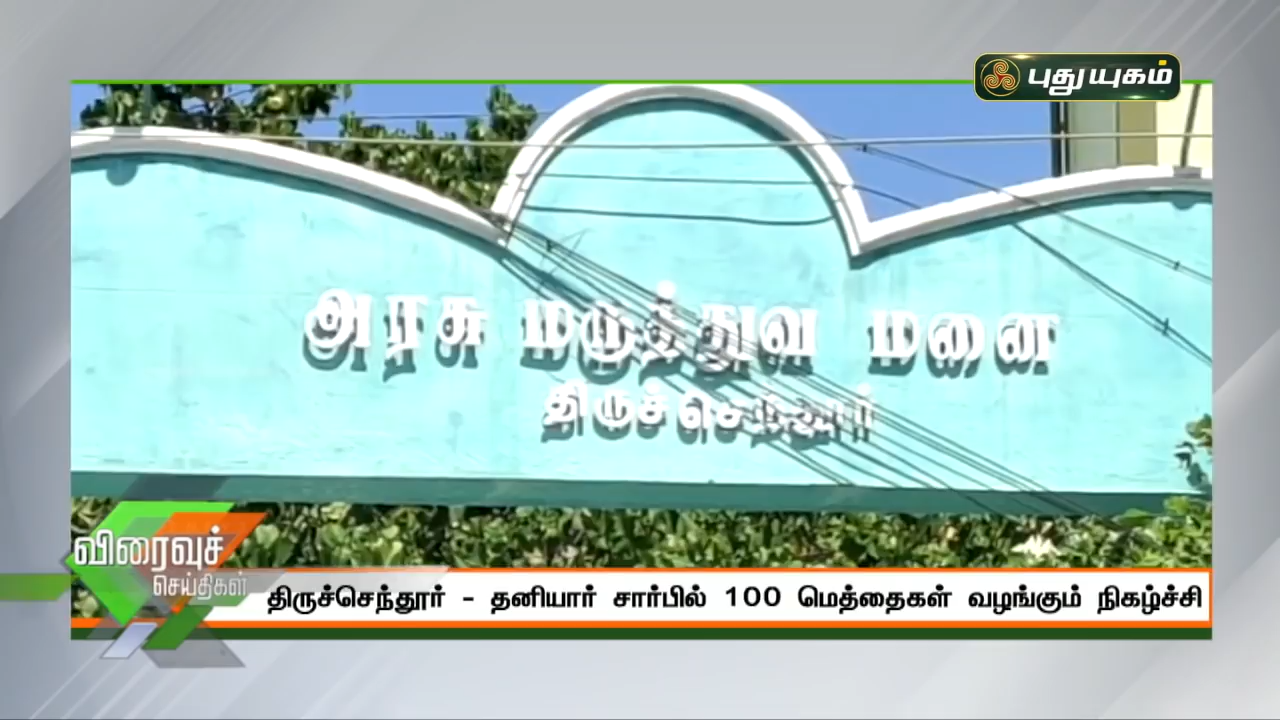 புதுயுகம்
அரசு மருத்துவ மனை
திருச்செந்தூர்
விரைவுச்
செய்திகள்
திருச்செந்தூர் - தனியார் சார்பில் 100 மெத்தைகள் வழங்கும் நிகழ்ச்சி